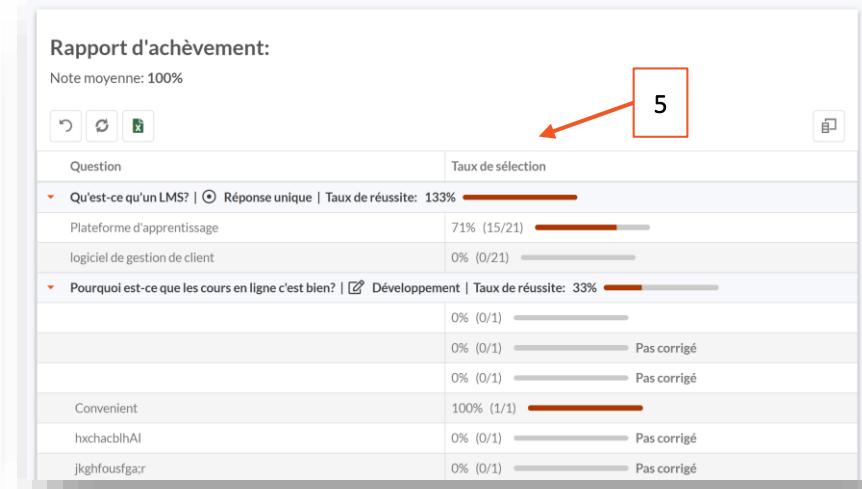 Rapport d'achèvement:
Note moyenne: 100%
5
Question Taux de sélection
Qu'est-ce qu'un LMS? | Réponse unique | Taux de réussite: 133%
Plateforme d'apprentissage 71% (15/21)
logiciel de gestion de client 0% (0/21)
Pourquoi est-ce que les cours en ligne c'est bien? | Développement | Taux de réussite: 33%
0% (0/1)
0% (0/1) Pas corrigé
0% (0/1) Pas corrigé
Convenient 100% (1/1)
hxchacblhAI 0% (0/1) Pas corrigé
jkghfousfga;r 0% (0/1) Pas corrigé